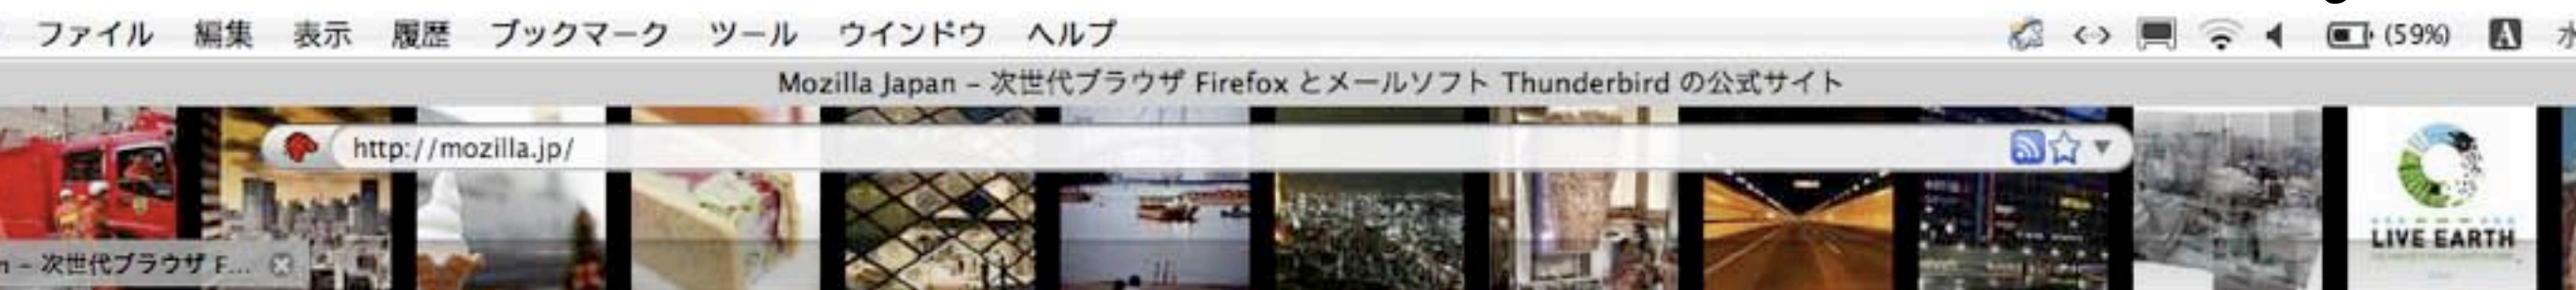 ファイル 編集 表示 履歴 ブックマーク ツール ウインドウ ヘルプ (59%) A
Mozilla Japan – 次世代ブラウザ Firefox とメールソフト Thunderbird の公式サイト
http://mozilla.jp/
LIVE EARTH
– 次世代ブラウザ F...